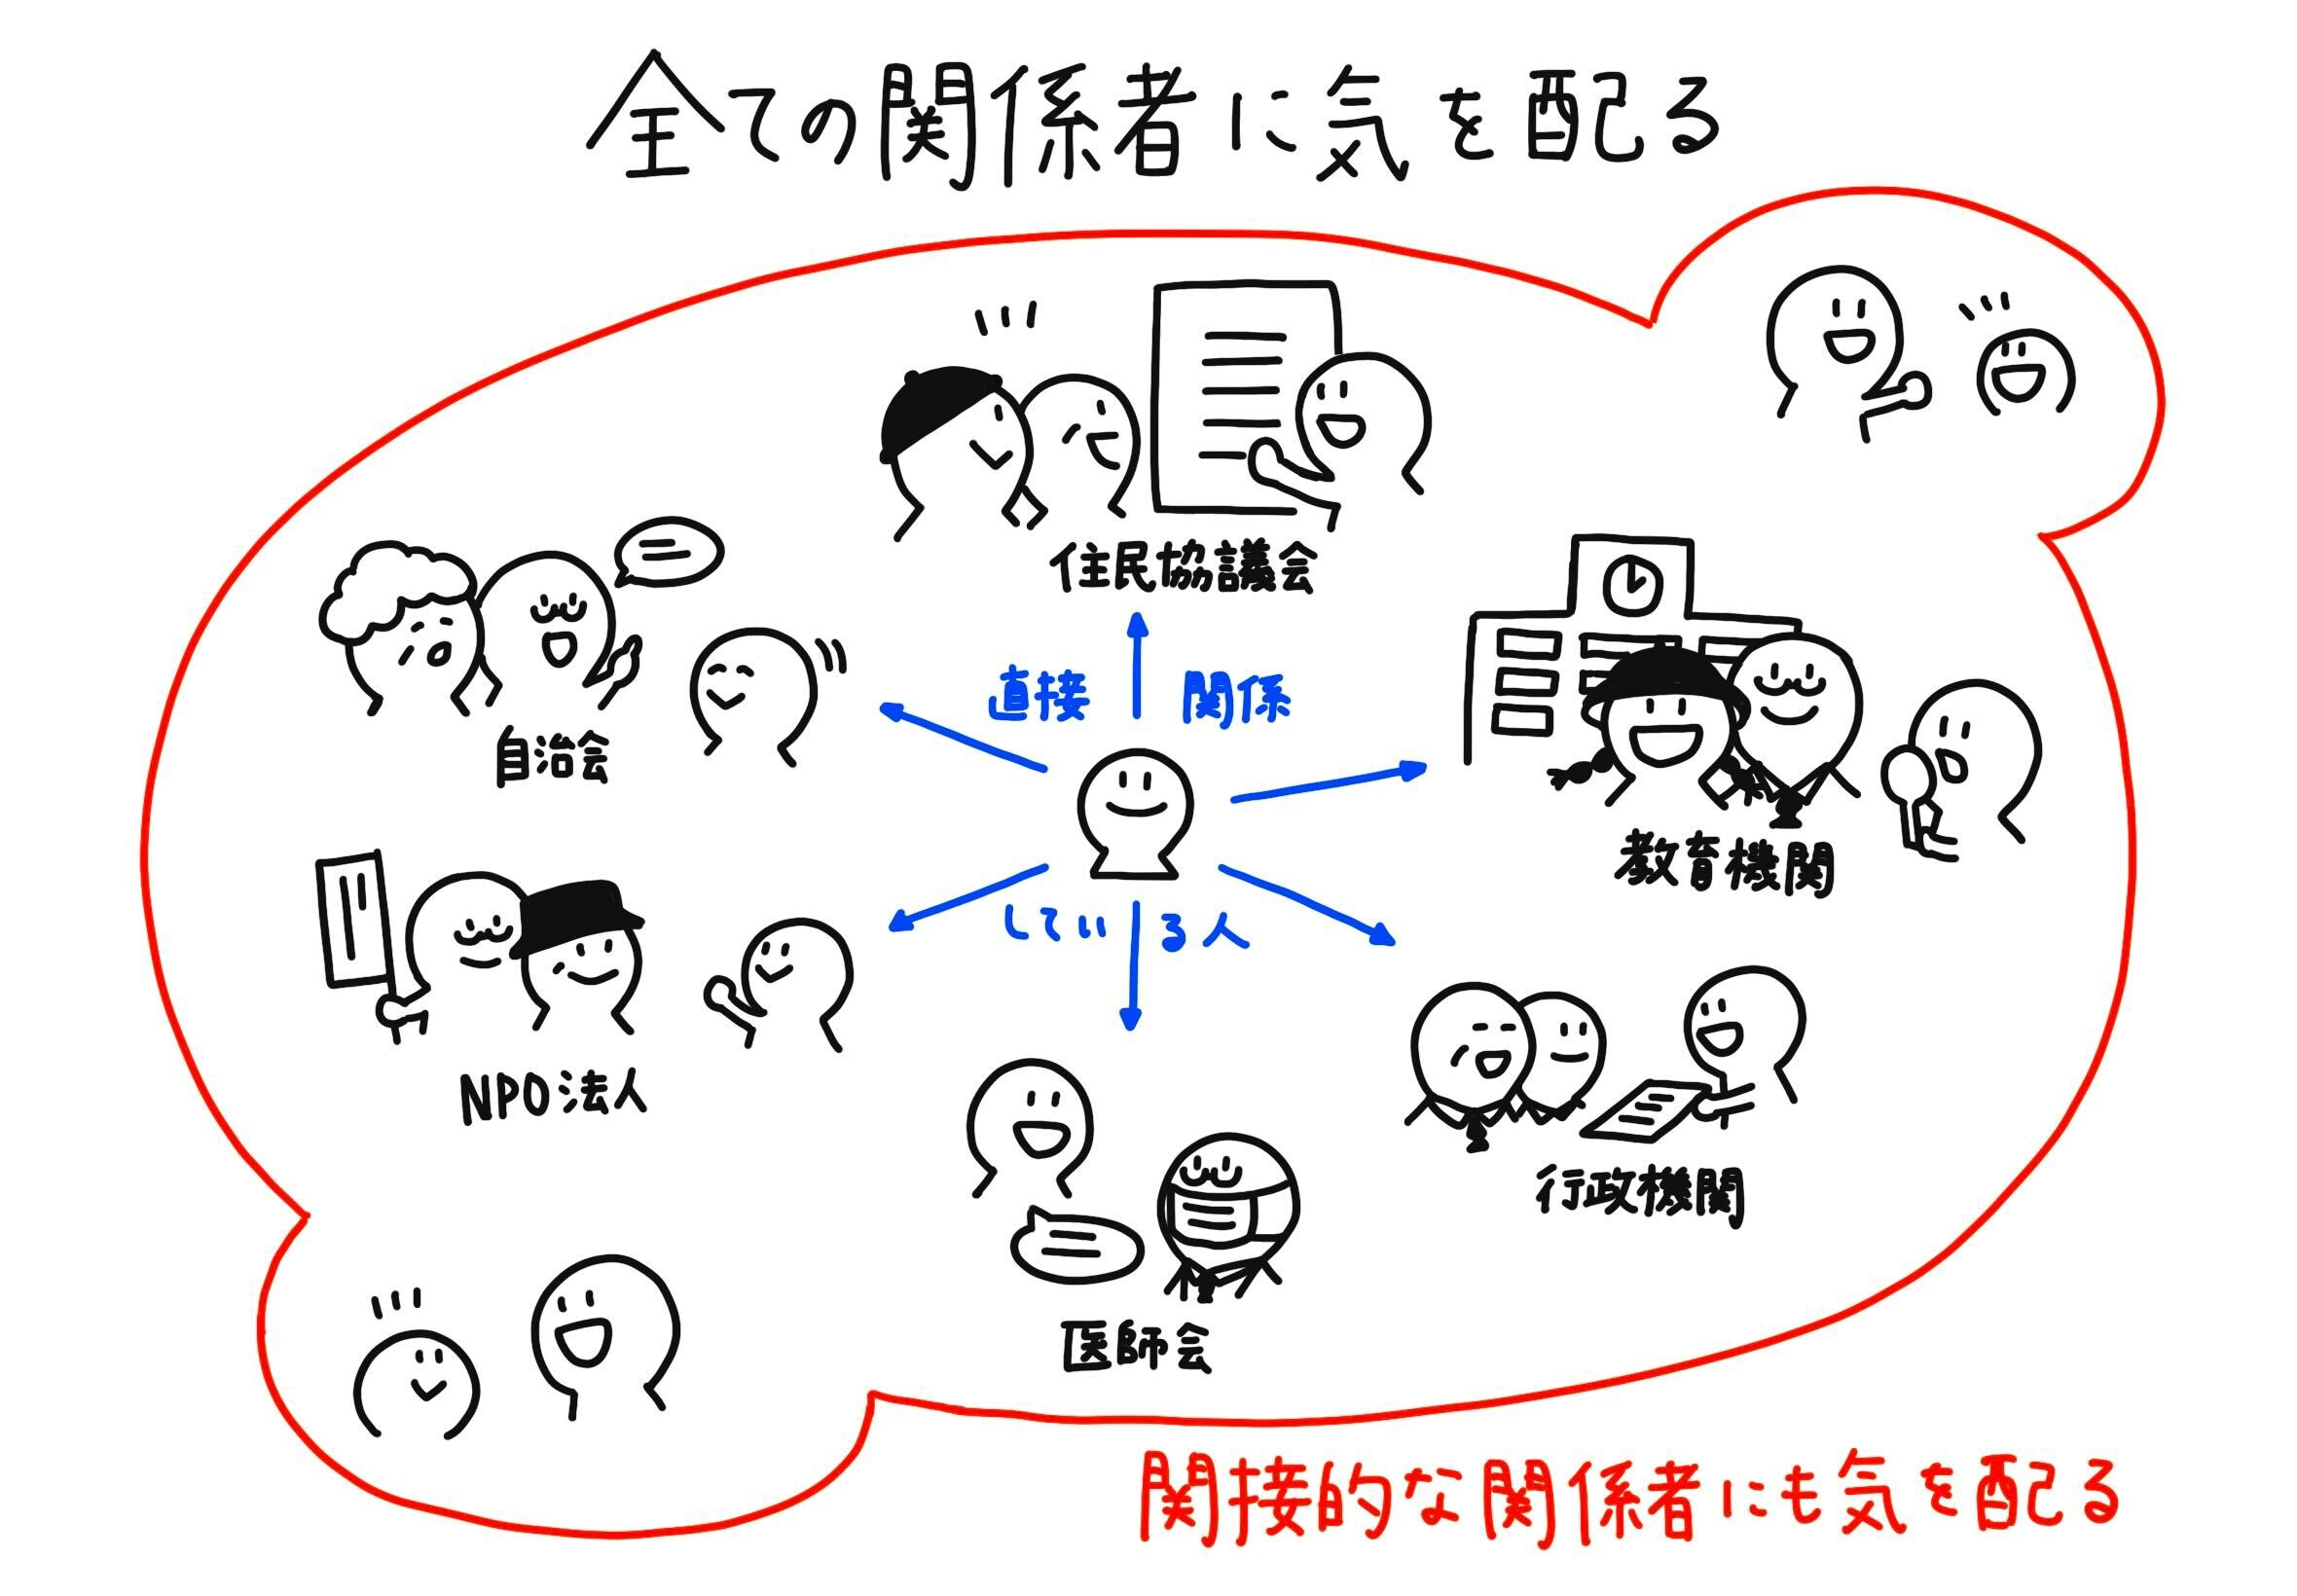 全ての関係者に気を配る
住民協議会
自治会
直接 関係
している人
教育機関
NPO法人
行政機関
医師会
関接的な関係者にも気を配る